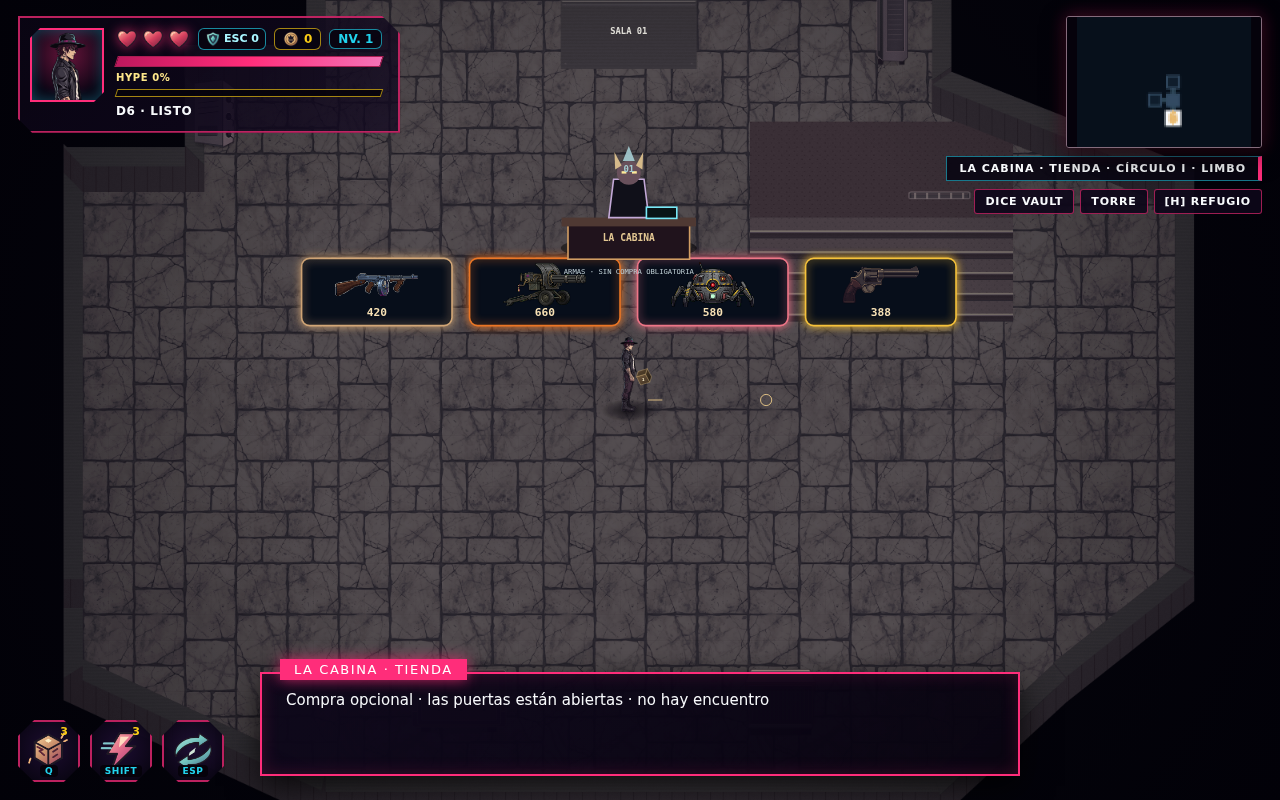 SALA 01
ESC 0
0
NV. 1
HYPE 0%
D6 · LISTO
LA CABINA · TIENDA · CÍRCULO I · LIMBO
DICE VAULT
TORRE
[H] REFUGIO
01
LA CABINA
ARMAS · SIN COMPRA OBLIGATORIA
420
660
580
388
LA CABINA · TIENDA
Compra opcional · las puertas están abiertas · no hay encuentro
3
Q
3
SHIFT
ESP